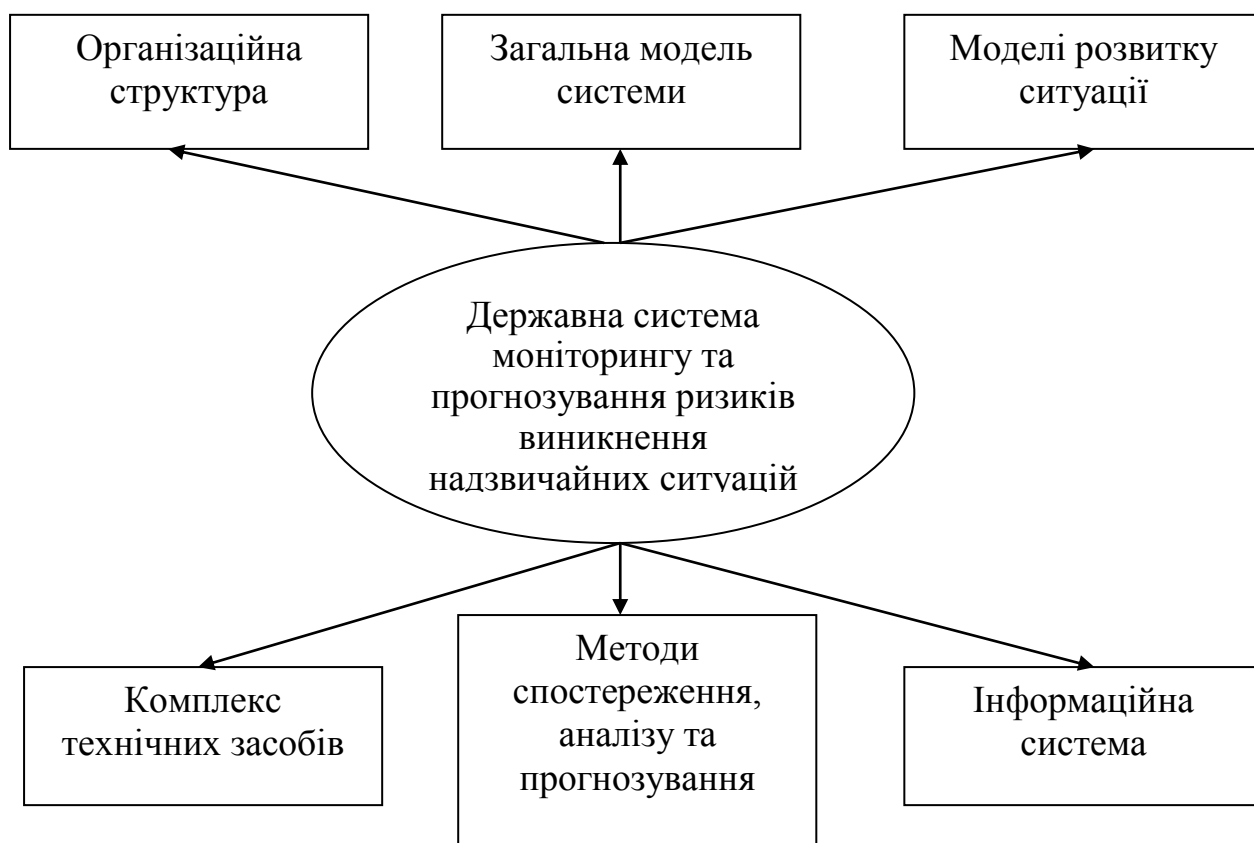 Організаційна
структура
Загальна модель
системи
Моделі розвитку
ситуації
Державна система
моніторингу та
прогнозування ризиків
виникнення
надзвичайних ситуацій
Комплекс
технічних засобів
Методи
спостереження,
аналізу та
прогнозування
Інформаційна
система